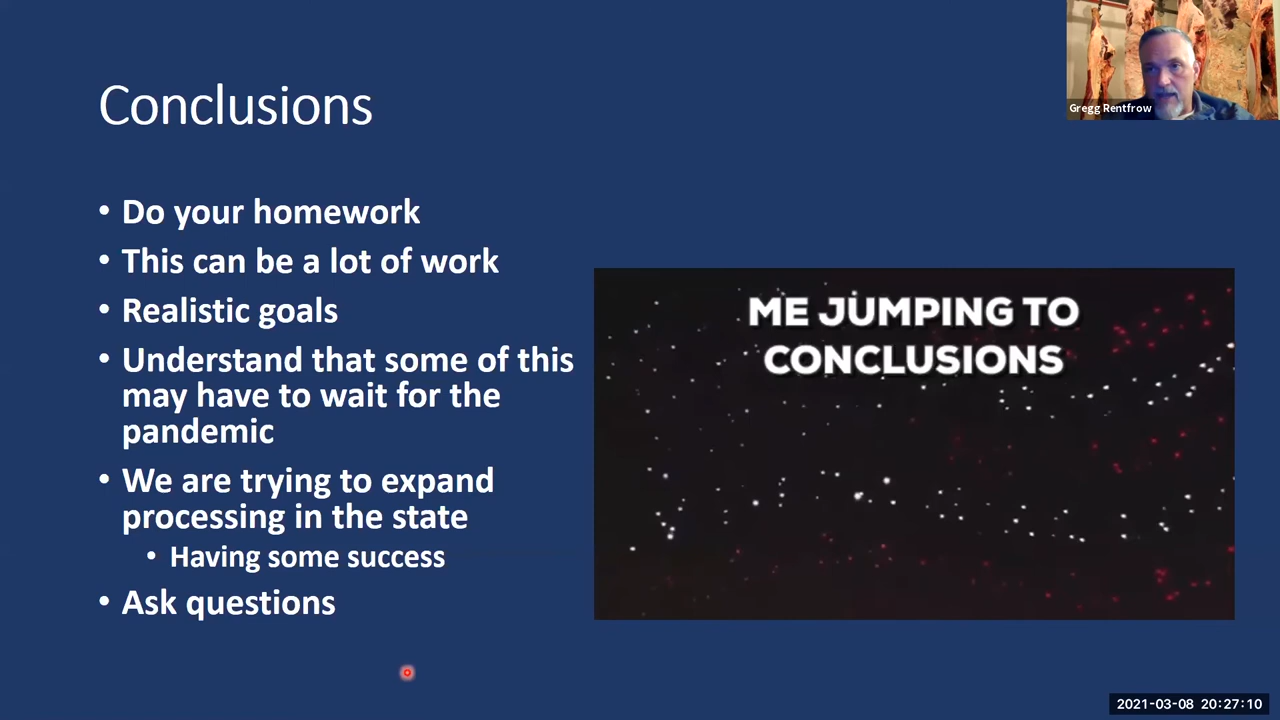 Gregg Rentfrow
Conclusions
• Do your homework
• This can be a lot of work
• Realistic goals
• Understand that some of this
may have to wait for the
pandemic
• We are trying to expand
processing in the state
• Having some success
• Ask questions
ME JUMPING TO
CONCLUSIONS
2021-03-08 20:27:10